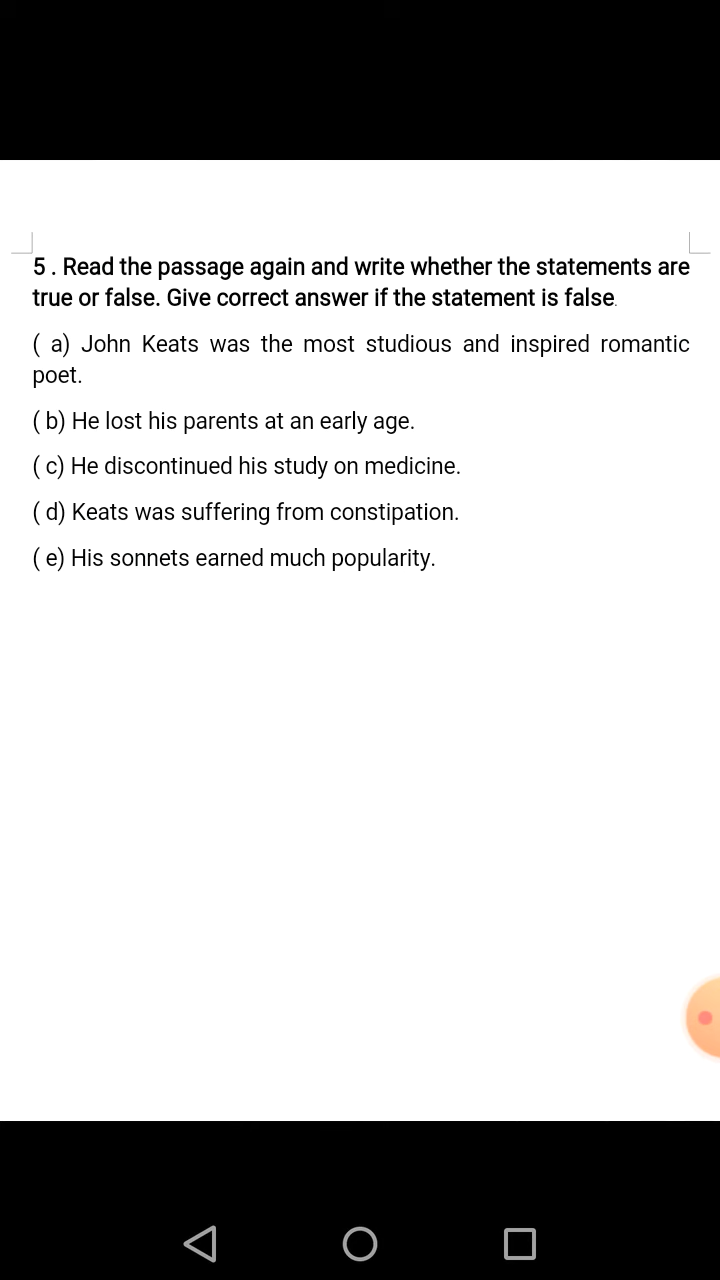 5 . Read the passage again and write whether the statements are
true or false. Give correct answer if the statement is false.
( a) John Keats was the most studious and inspired romantic
poet.
( b) He lost his parents at an early age.
( c) He discontinued his study on medicine.
( d) Keats was suffering from constipation.
( e) His sonnets earned much popularity.